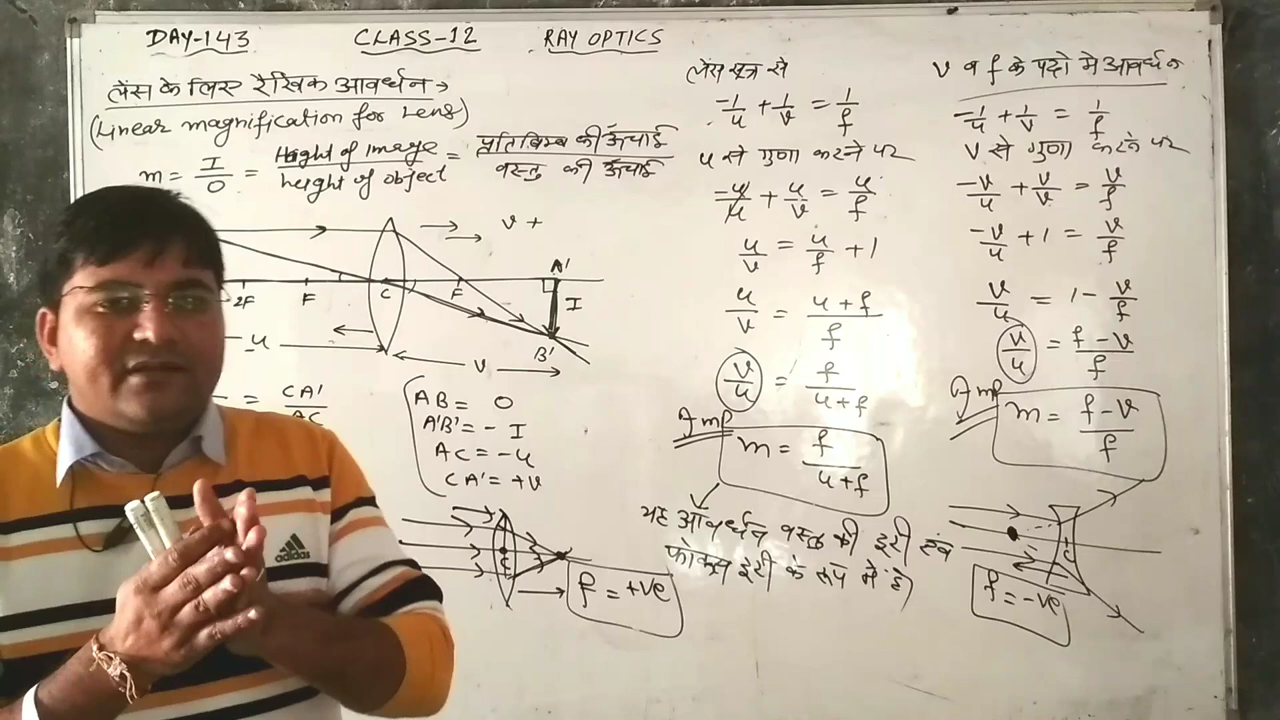 DAY-143 CLASS-12 RAY OPTICS
लेंस के लिए रैखिक आवर्धन →
(Linear magnification for Lens)
m = I/O = Height of Image/height of object = प्रतिबिम्ब की ऊँचाई/वस्तु की ऊँचाई
v +
2F F C F A'
I
B'
- u
v
= CA'/AC
AB = O
A'B' = - I
AC = - u
CA' = + v
C
f = +ve
लेंस सूत्र से
-1/u + 1/v = 1/f
u से गुणा करने पर
-u/u + u/v = u/f
u/v = u/f + 1
u/v = u+f/f
v/u = f/u+f
Imp
m = f/u+f
यह आवर्धन वस्तु की दूरी एवं
फोकस दूरी के रूप में है)
v व f के पदो मे आवर्धन
-1/u + 1/v = 1/f
v से गुणा करने पर
-v/u + v/v = v/f
-v/u + 1 = v/f
v/u = 1 - v/f
v/u = f-v/f
Imp
m = f-v/f
C
f = -ve
adidas